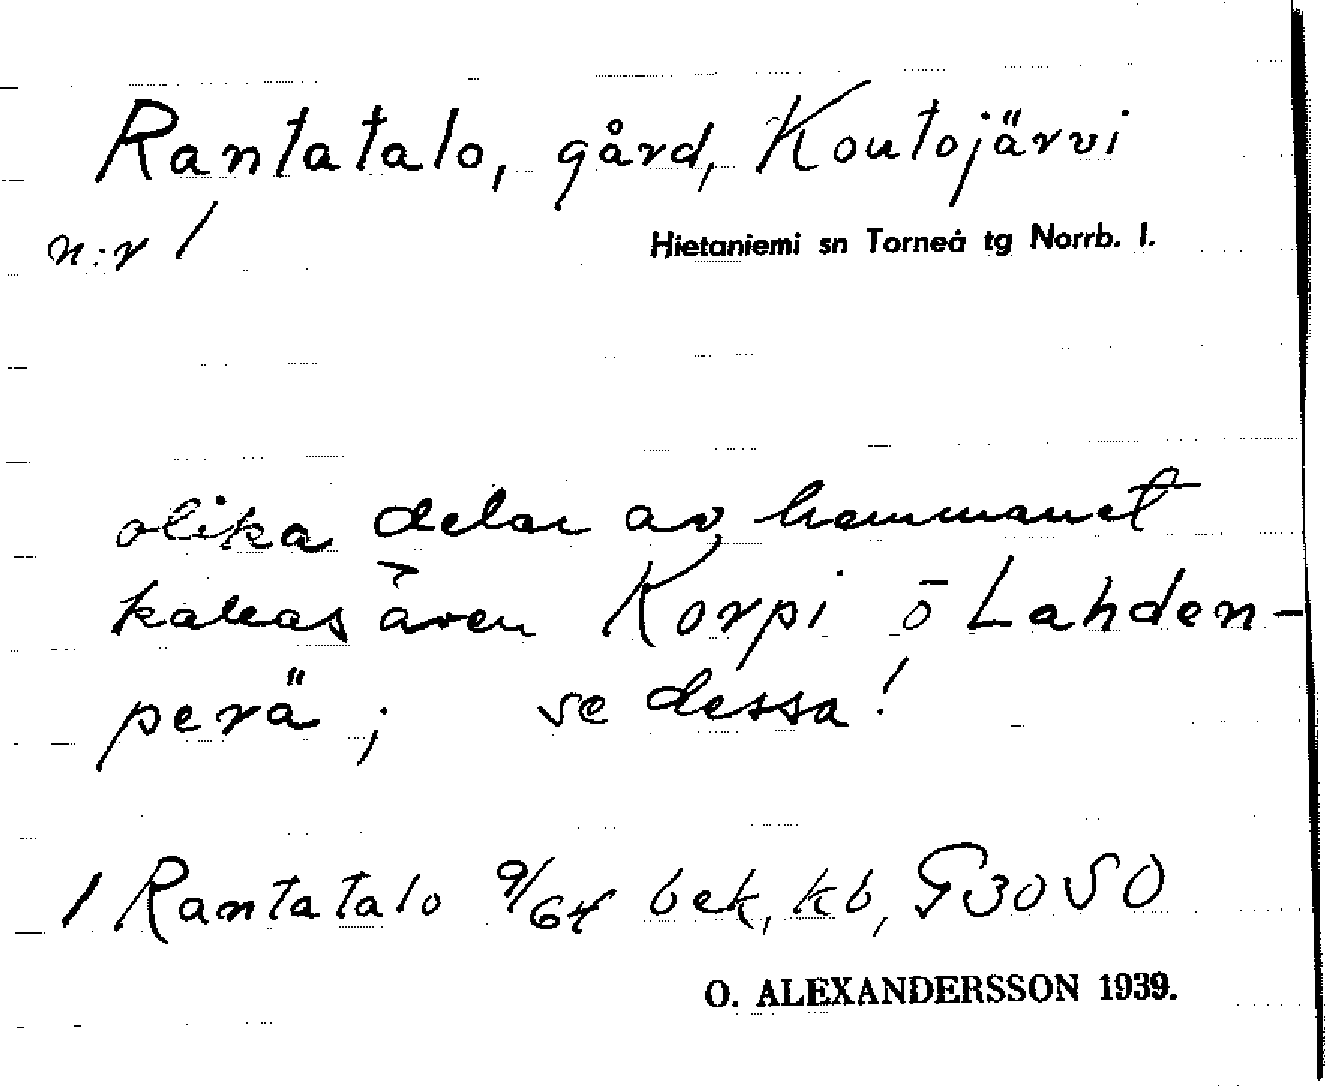 Rantatalo, gård, Koutojärvi
n:r 1
Hietaniemi sn Torneå tg Norrb. l.
olika delar av hemmanet
kallas även Korpi o Lahden-
perä; se dessa!
1 Rantatalo 9/64 bek, kb, G30S0
O. ALEXANDERSSON 1939.